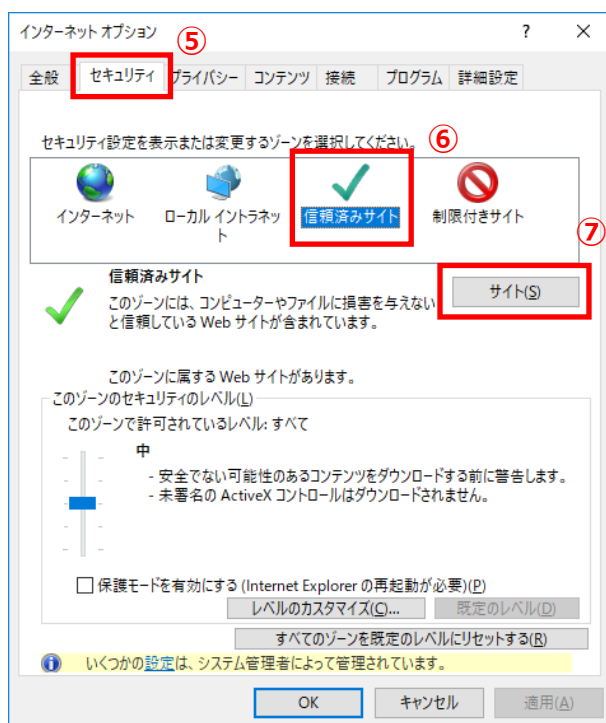 インターネット オプション ? ×
⑤
全般 セキュリティ プライバシー コンテンツ 接続 プログラム 詳細設定
セキュリティ設定を表示または変更するゾーンを選択してください。 ⑥
インターネット ローカル イントラネッ 信頼済みサイト 制限付きサイト
ト
⑦
信頼済みサイト
サイト(S)
このゾーンには、コンピューターやファイルに損害を与えない
と信頼している Web サイトが含まれています。
このゾーンに属する Web サイトがあります。
このゾーンのセキュリティのレベル(L)
このゾーンで許可されているレベル: すべて
中
- 安全でない可能性のあるコンテンツをダウンロードする前に警告します。
- 未署名の ActiveX コントロールはダウンロードされません。
保護モードを有効にする (Internet Explorer の再起動が必要)(P)
レベルのカスタマイズ(C)... 既定のレベル(D)
すべてのゾーンを既定のレベルにリセットする(R)
いくつかの設定は、システム管理者によって管理されています。
OK キャンセル 適用(A)